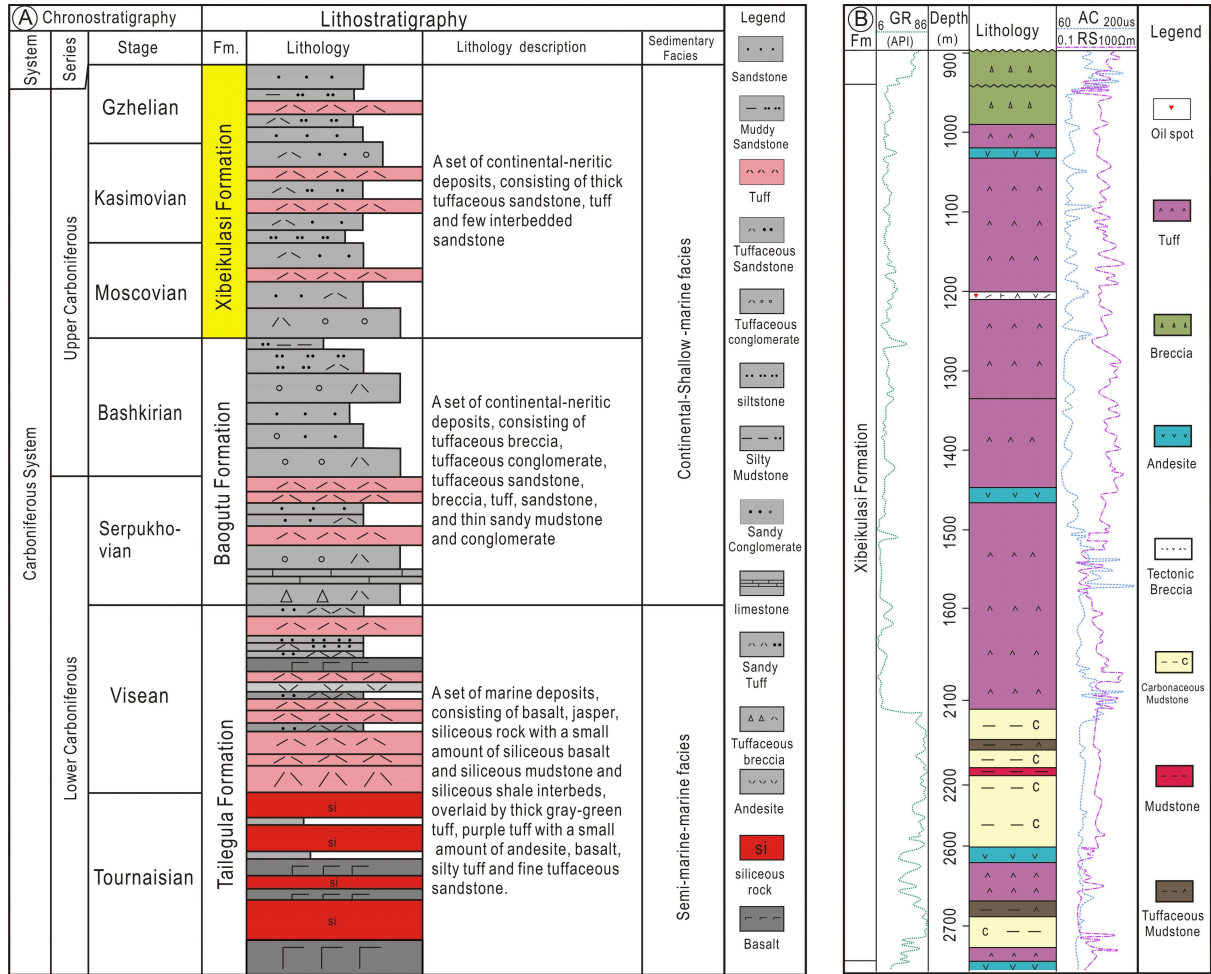 A Chronostratigraphy
Lithostratigraphy
Legend
System
Series
Stage
Fm.
Lithology
Lithology description
Sedimentary
Facies
Carboniferous System
Upper Carboniferous
Lower Carboniferous
Gzhelian
Kasimovian
Moscovian
Bashkirian
Serpukho-
vian
Visean
Tournaisian
Xibeikulasi Formation
Baogutu Formation
Tailegula Formation
si
si
si
si
A set of continental-neritic
deposits, consisting of thick
tuffaceous sandstone, tuff
and few interbedded
sandstone
A set of continental-neritic
deposits, consisting of
tuffaceous breccia,
tuffaceous conglomerate,
tuffaceous sandstone,
breccia, tuff, sandstone,
and thin sandy mudstone
and conglomerate
A set of marine deposits,
consisting of basalt, jasper,
siliceous rock with a small
amount of siliceous basalt
and siliceous mudstone and
siliceous shale interbeds,
overlaid by thick gray-green
tuff, purple tuff with a small
amount of andesite, basalt,
silty tuff and fine tuffaceous
sandstone.
Continental-Shallow -marine facies
Semi-marine-marine facies
Sandstone
Muddy
Sandstone
Tuff
Tuffaceous
Sandstone
Tuffaceous
conglomerate
siltstone
Silty
Mudstone
Sandy
Conglomerate
limestone
Sandy
Tuff
Tuffaceous
breccia
Andesite
si
siliceous
rock
Basalt
B
Fm
6 GR 86
(API)
Depth
(m)
Lithology
60 AC 200us
0.1 RS 100Ωm
Legend
Xibeikulasi Formation
900
1000
1100
1200
1300
1400
1500
1600
2100
2200
2600
2700
C
C
C
C
C
Oil spot
Tuff
Breccia
Andesite
Tectonic
Breccia
C
Carbonaceous
Mudstone
Mudstone
Tuffaceous
Mudstone